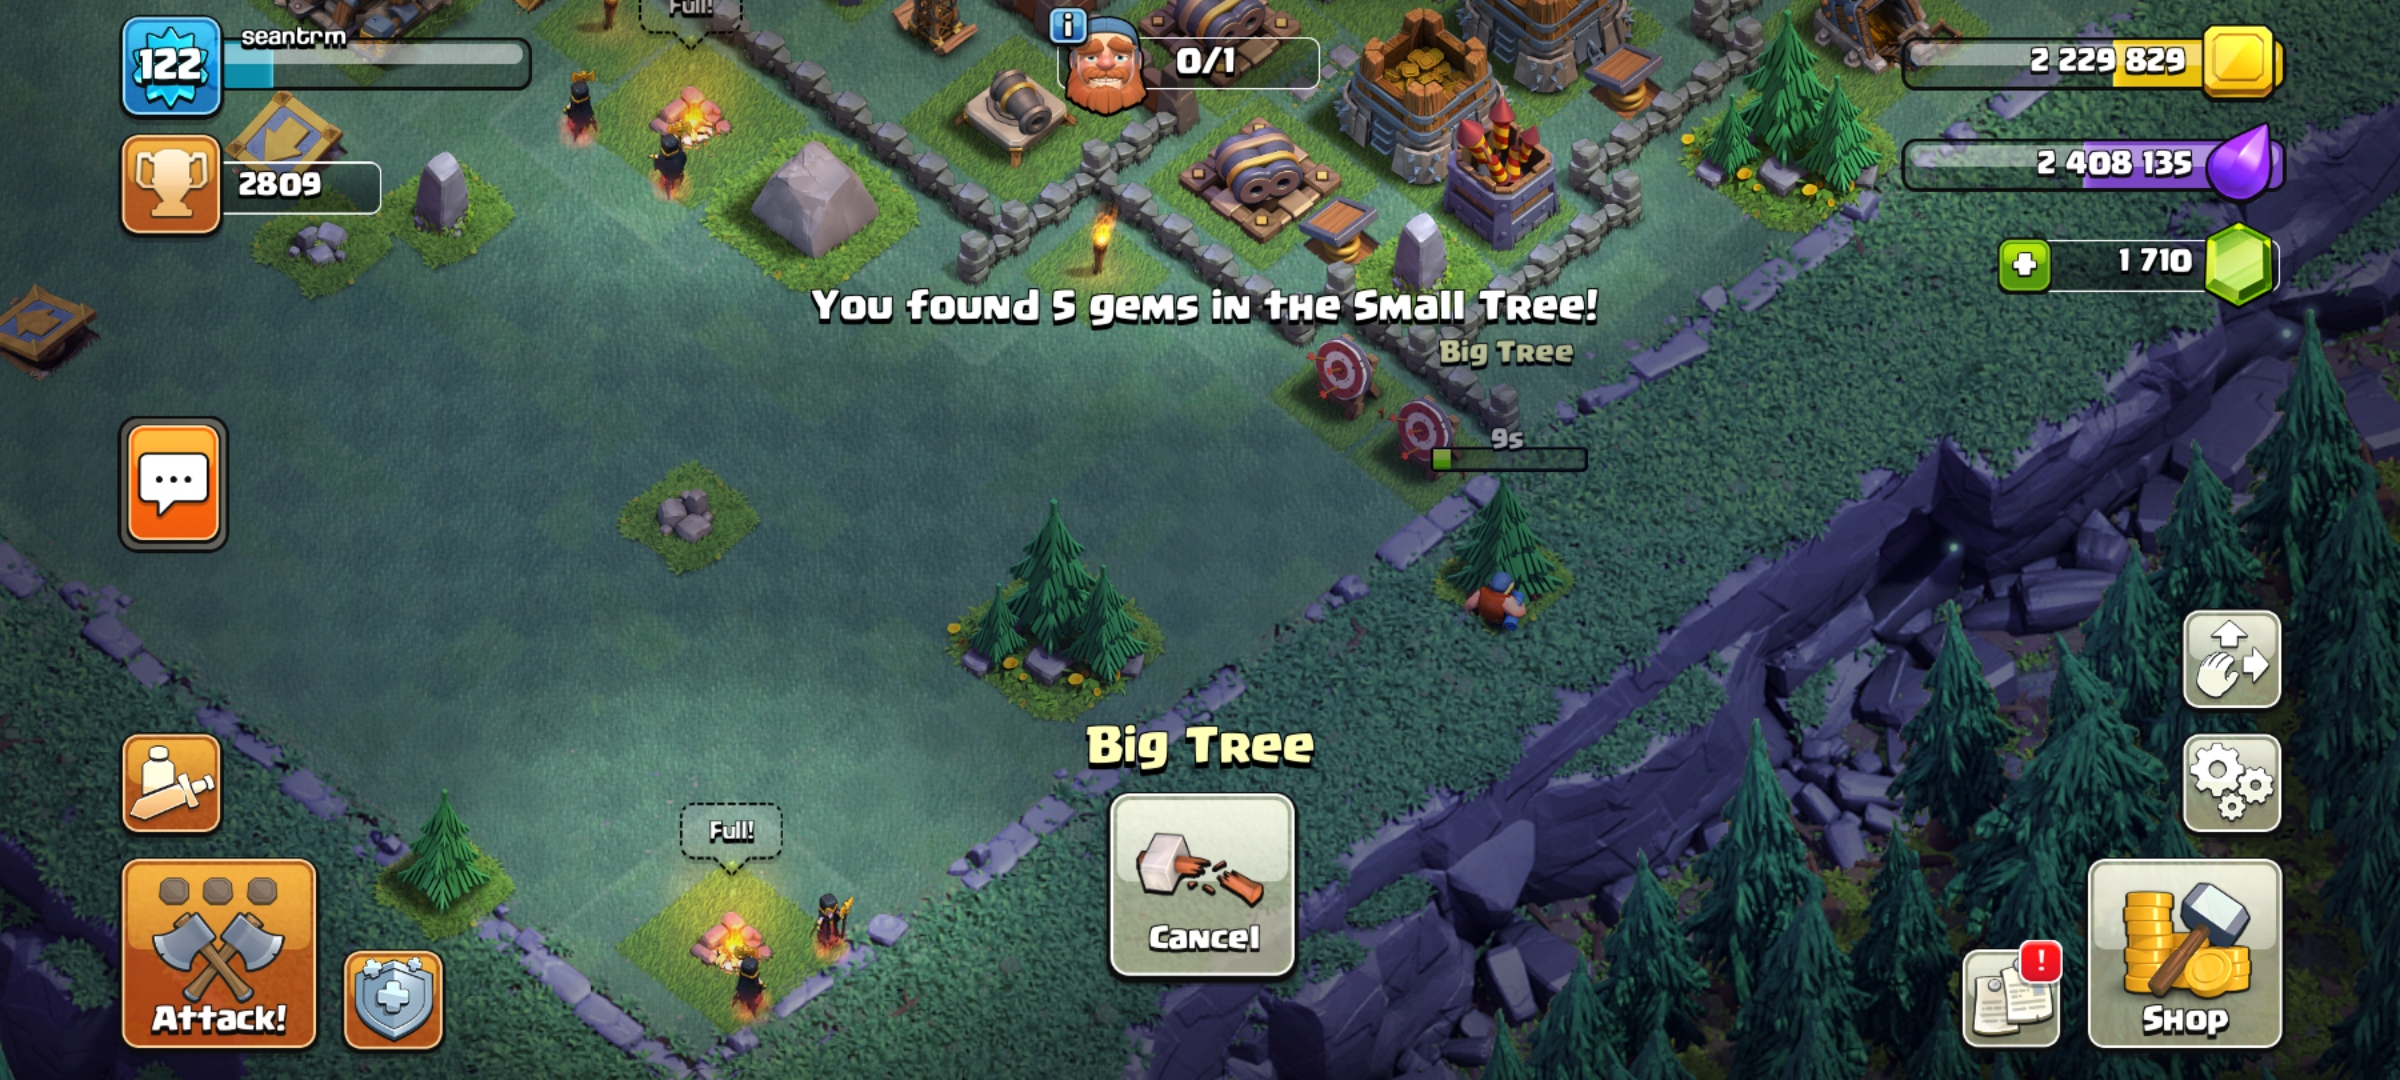 Full!
seantrm
122
0/1
2 229 829
2809
2 408 135
1 710
You found 5 gems in the Small Tree!
Big Tree
9s
Big Tree
Full!
Cancel
Attack!
!
Shop